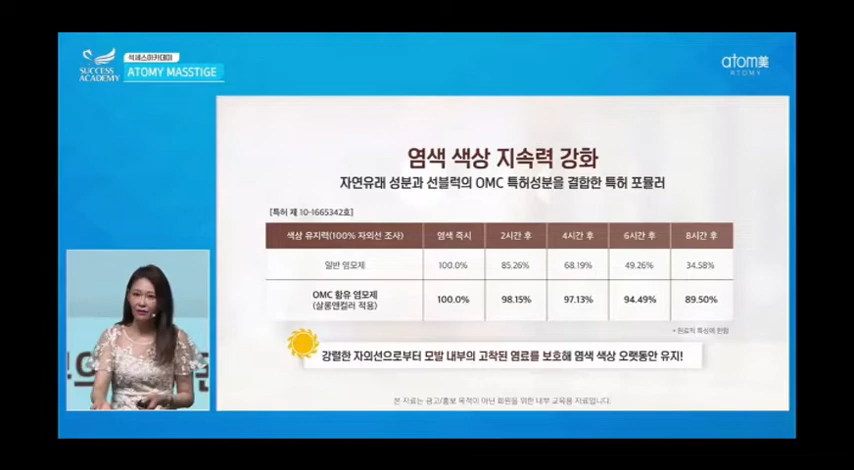 석세스아카데미
SUCCESS
ACADEMY
ATOMY MASSTIGE
atom美
ATOMY
염색 색상 지속력 강화
자연유래 성분과 선블럭의 OMC 특허성분을 결합한 특허 포뮬러
[특허 제 10-1665342호]
색상 유지력(100% 자외선 조사) 염색 즉시 2시간 후 4시간 후 6시간 후 8시간 후
일반 염모제 100.0% 85.26% 68.19% 49.26% 34.58%
OMC 함유 염모제 100.0% 98.15% 97.13% 94.49% 89.50%
(살롱앤컬러 적용)
* 원료적 특성에 한함
강렬한 자외선으로부터 모발 내부의 고착된 염료를 보호해 염색 색상 오랫동안 유지!
본 자료는 광고/홍보 목적이 아닌 회원을 위한 내부 교육용 자료입니다.